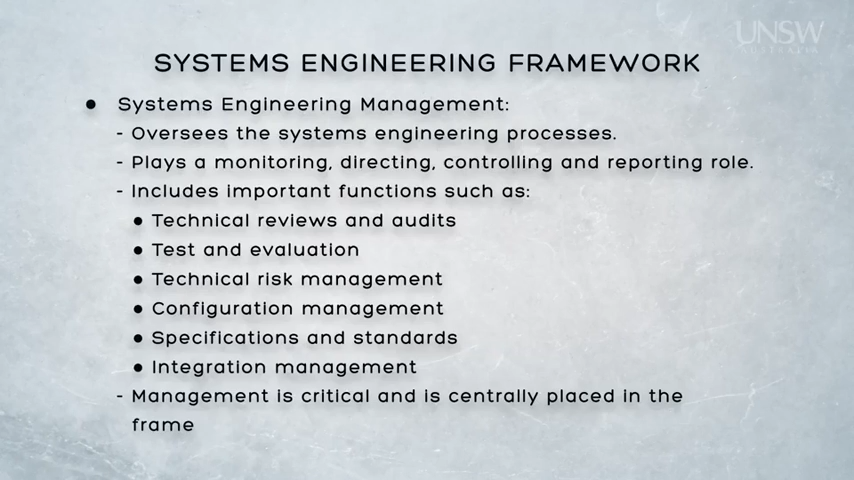 UNSW
AUSTRALIA
SYSTEMS ENGINEERING FRAMEWORK
● Systems Engineering Management:
- Oversees the systems engineering processes.
- Plays a monitoring, directing, controlling and reporting role.
- Includes important functions such as:
● Technical reviews and audits
● Test and evaluation
● Technical risk management
● Configuration management
● Specifications and standards
● Integration management
- Management is critical and is centrally placed in the
frame